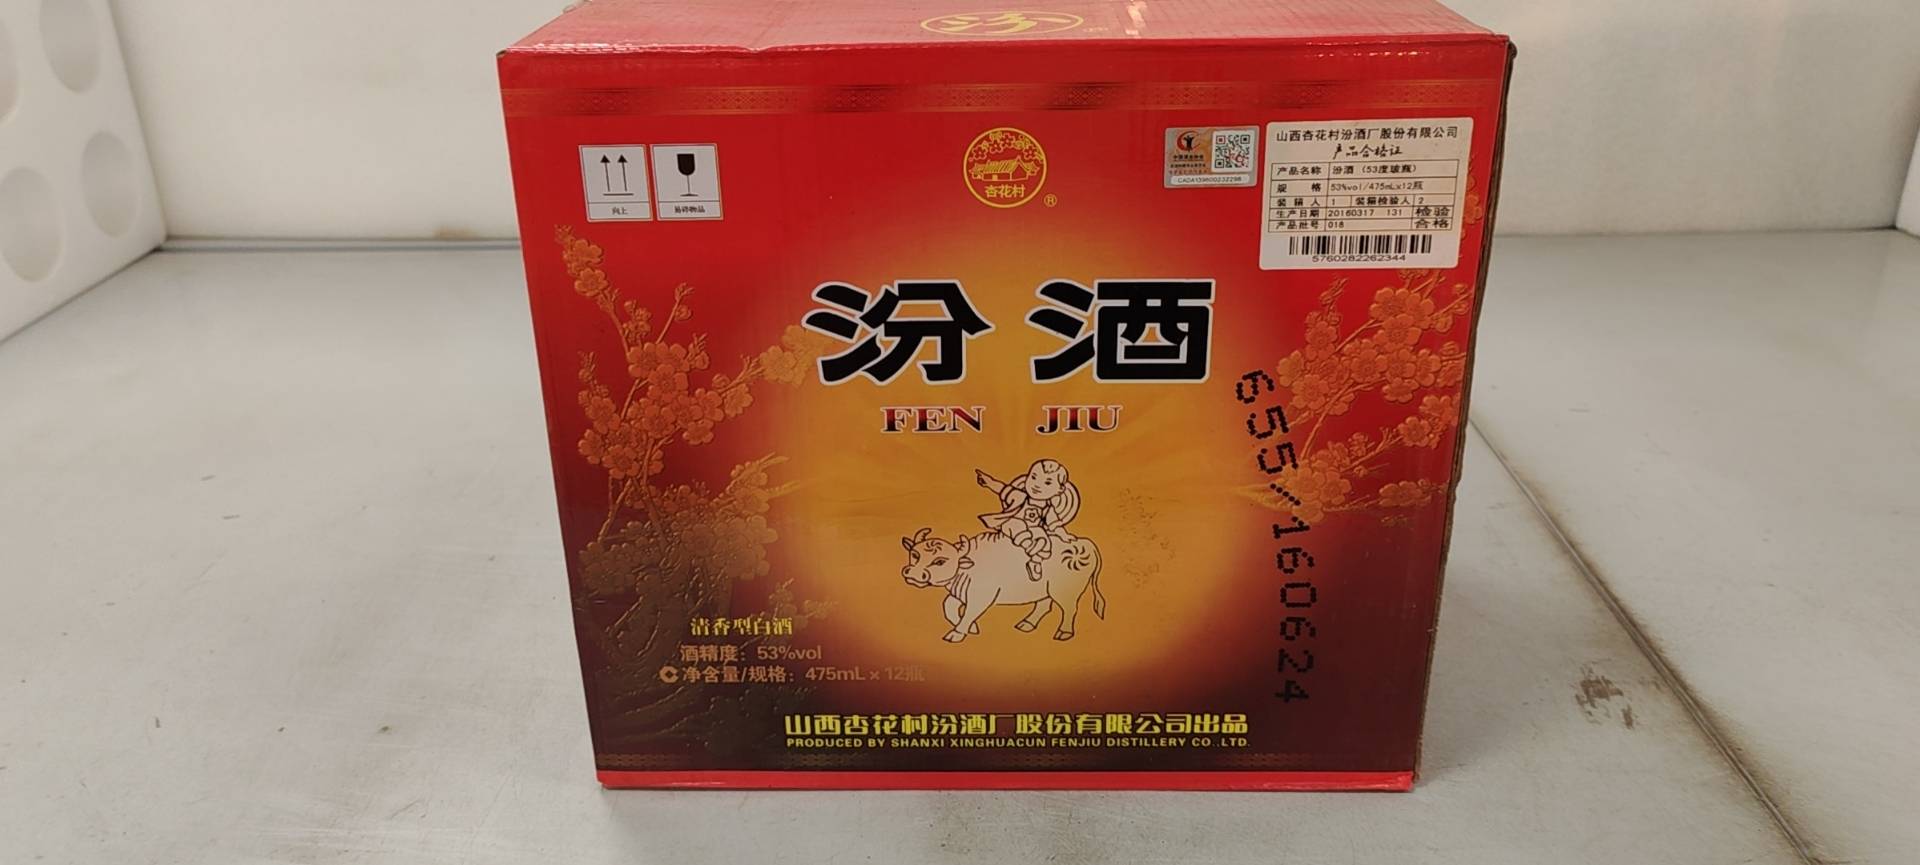 汾
杏花村
®
向上
易碎物品
CADA139600232298
山西杏花村汾酒厂股份有限公司
产品合格证
产品名称 汾酒（53度玻瓶）
规 格 53%vol/475mLx12瓶
装箱人 1 装箱检验人 2
生产日期 20160317 131 检验
产品批号 018 合格
5760282262344
汾酒
FEN JIU
655/160624
清香型白酒
酒精度：53%vol
C净含量/规格：475mL×12瓶
山西杏花村汾酒厂股份有限公司出品
PRODUCED BY SHANXI XINGHUACUN FENJIU DISTILLERY CO.,LTD.